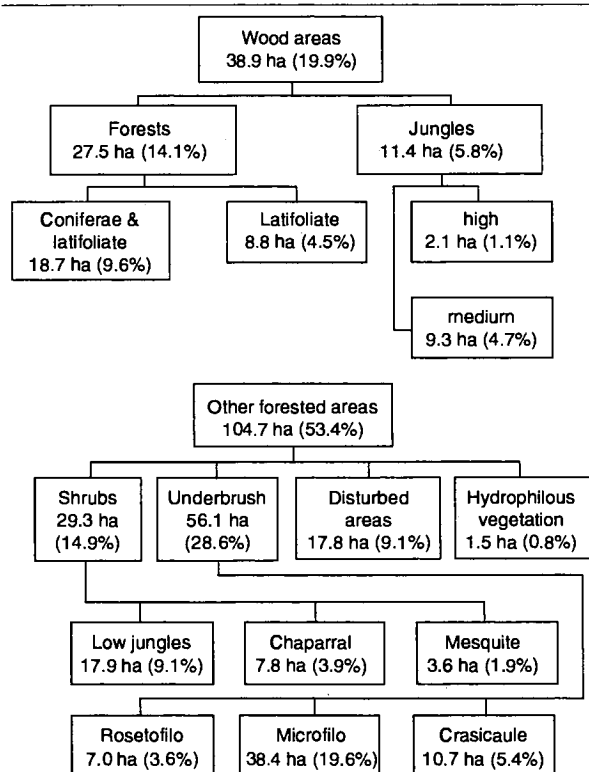 Wood areas
38.9 ha (19.9%)
Forests
27.5 ha (14.1%)
Jungles
11.4 ha (5.8%)
Coniferae &
latifoliate
18.7 ha (9.6%)
Latifoliate
8.8 ha (4.5%)
high
2.1 ha (1.1%)
medium
9.3 ha (4.7%)
Other forested areas
104.7 ha (53.4%)
Shrubs
29.3 ha
(14.9%)
Underbrush
56.1 ha
(28.6%)
Disturbed
areas
17.8 ha (9.1%)
Hydrophilous
vegetation
1.5 ha (0.8%)
Low jungles
17.9 ha (9.1%)
Chaparral
7.8 ha (3.9%)
Mesquite
3.6 ha (1.9%)
Rosetofilo
7.0 ha (3.6%)
Microfilo
38.4 ha (19.6%)
Crasicaule
10.7 ha (5.4%)